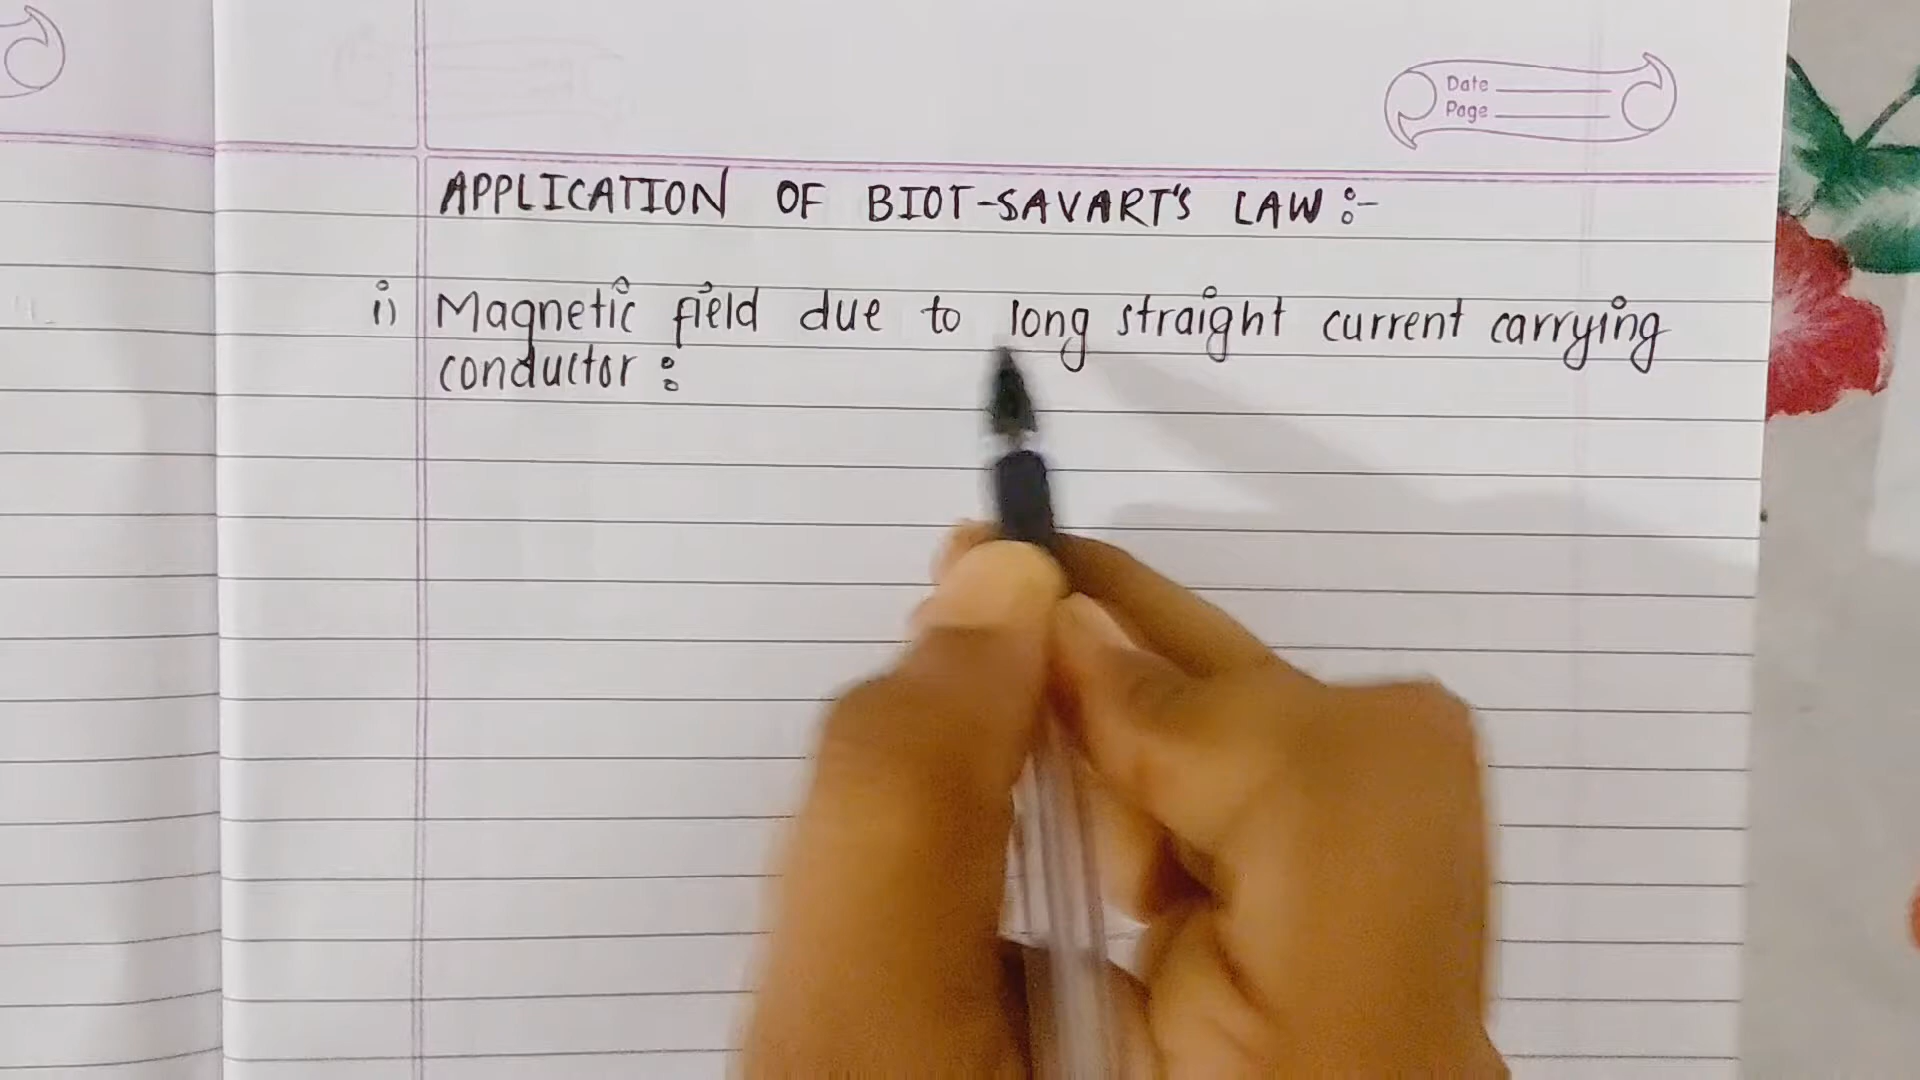 Date
Page
APPLICATION OF BIOT-SAVART'S LAW :-
i) Magnetic field due to long straight current carrying
conductor :